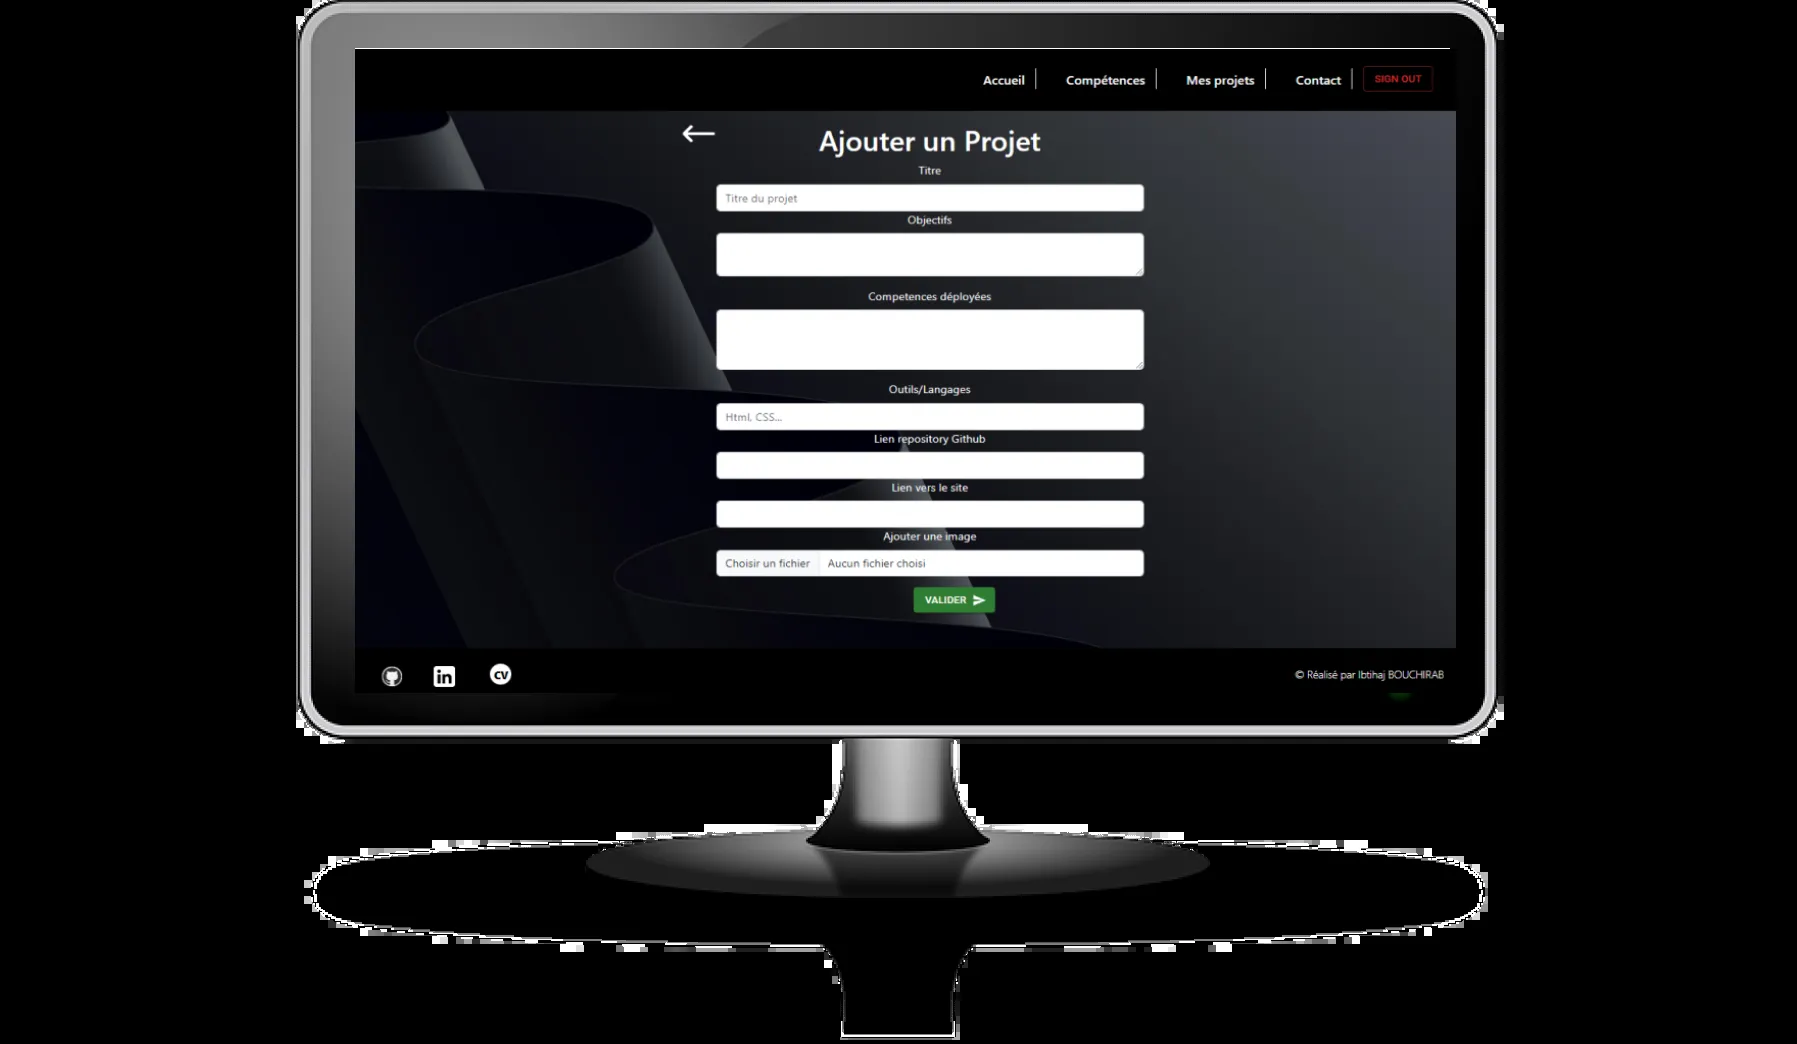 Accueil
Compétences
Mes projets
Contact
SIGN OUT
Ajouter un Projet
Titre
Titre du projet
Objectifs
Competences déployées
Outils/Langages
Html, CSS...
Lien repository Github
Lien vers le site
Ajouter une image
Choisir un fichier Aucun fichier choisi
VALIDER
in
CV
© Réalisé par Ibtihaj BOUCHIRAB